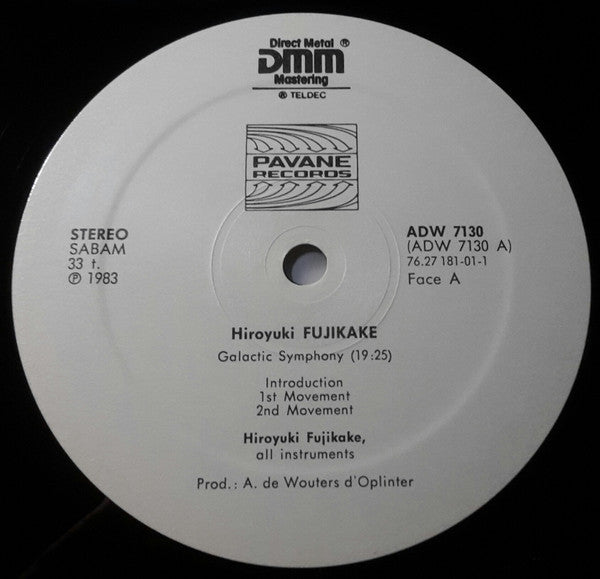 Direct Metal ®
DMM
Mastering
℗ TELDEC
PAVANE
RECORDS
STEREO
SABAM
33 t.
℗ 1983
ADW 7130
(ADW 7130 A)
76.27 181-01-1
Face A
Hiroyuki FUJIKAKE
Galactic Symphony (19:25)
Introduction
1st Movement
2nd Movement
Hiroyuki Fujikake,
all instruments
Prod.: A. de Wouters d'Oplinter